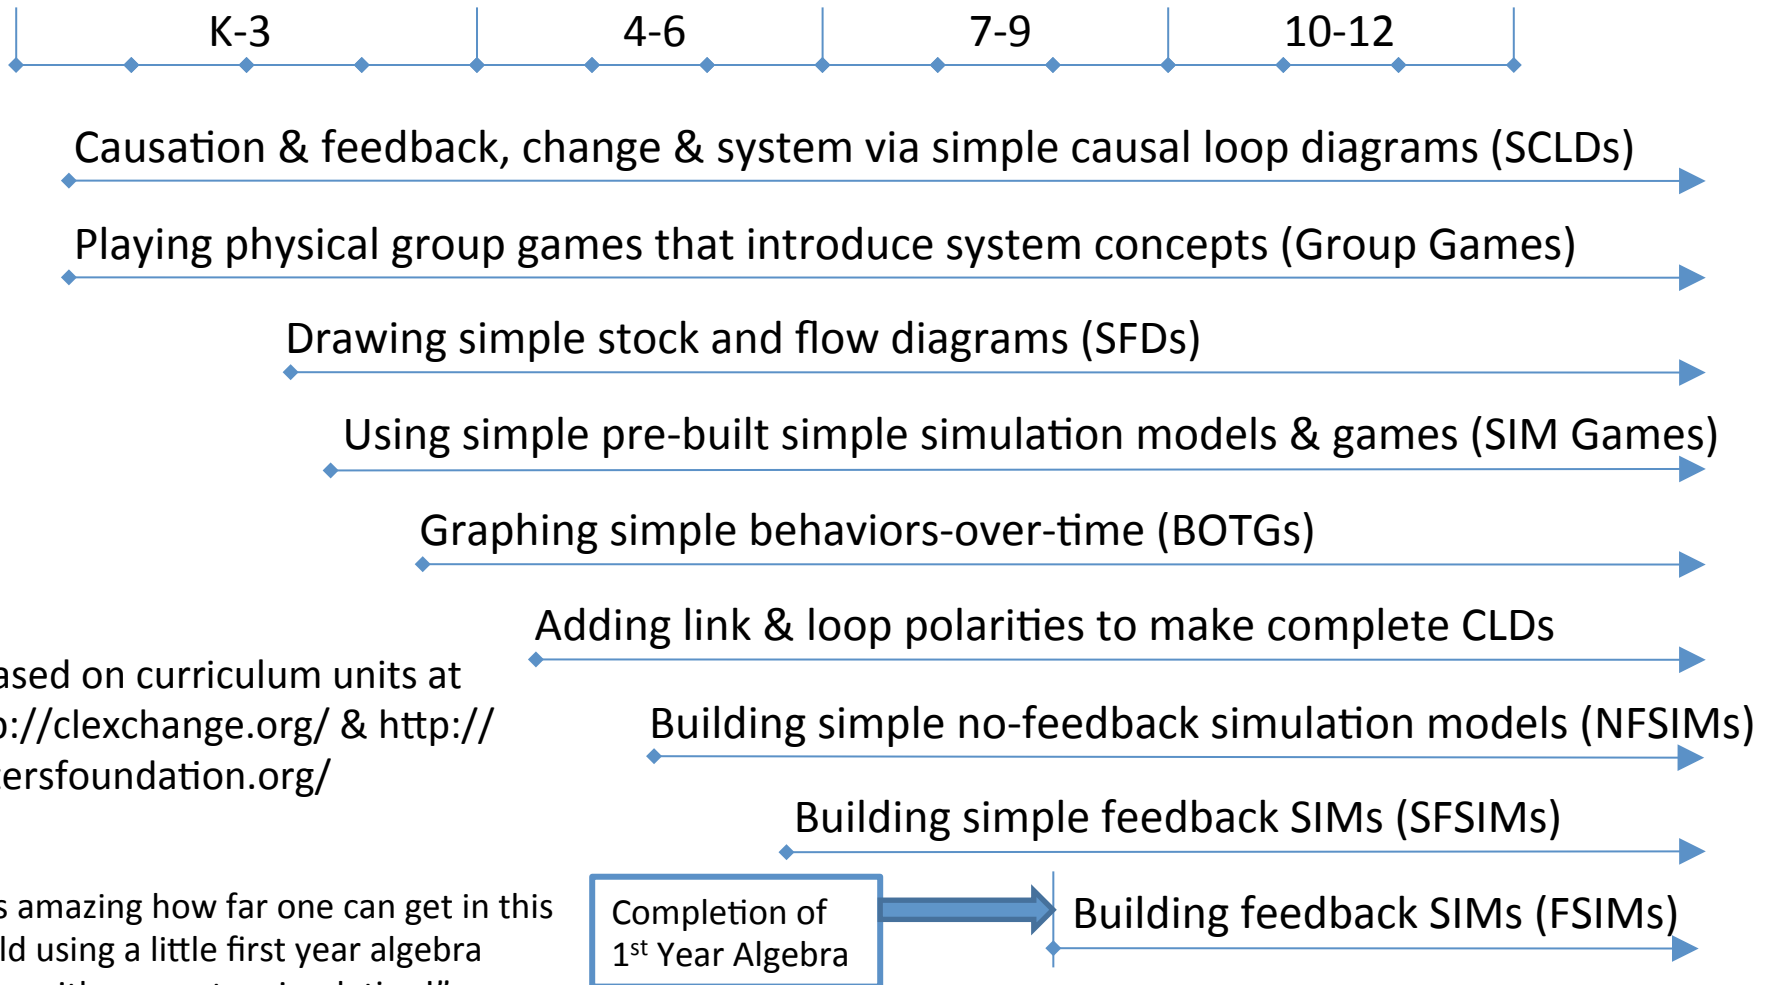 K-3 4-6 7-9 10-12
Causation & feedback, change & system via simple causal loop diagrams (SCLDs)
Playing physical group games that introduce system concepts (Group Games)
Drawing simple stock and flow diagrams (SFDs)
Using simple pre-built simple simulation models & games (SIM Games)
Graphing simple behaviors-over-time (BOTGs)
Adding link & loop polarities to make complete CLDs
ased on curriculum units at
p://clexchange.org/ & http://
tersfoundation.org/
Building simple no-feedback simulation models (NFSIMs)
Building simple feedback SIMs (SFSIMs)
s amazing how far one can get in this
ld using a little first year algebra
Completion of
1st Year Algebra
Building feedback SIMs (FSIMs)